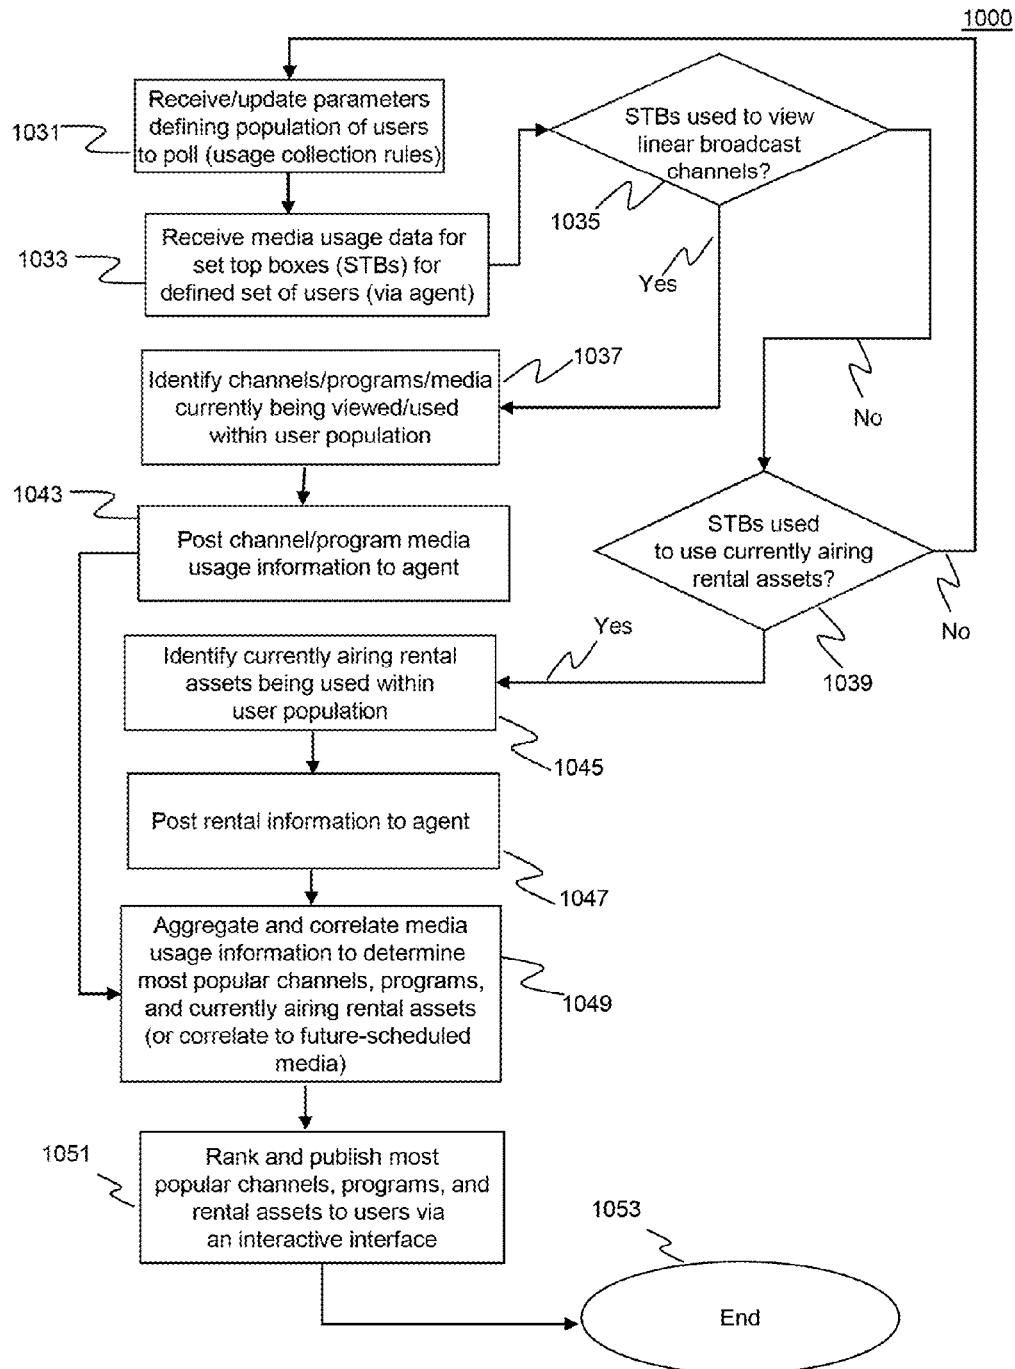 1000
Receive/update parameters
defining population of users
to poll (usage collection rules)
1031
STBs used to view
linear broadcast
channels?
1035
Yes
No
Receive media usage data for
set top boxes (STBs) for
defined set of users (via agent)
1033
Identify channels/programs/media
currently being viewed/used
within user population
1037
1043
Post channel/program media
usage information to agent
STBs used
to use currently airing
rental assets?
No
Yes
1039
Identify currently airing rental
assets being used within
user population
1045
Post rental information to agent
1047
Aggregate and correlate media
usage information to determine
most popular channels, programs,
and currently airing rental assets
(or correlate to future-scheduled
media)
1049
1051
Rank and publish most
popular channels, programs, and
rental assets to users via
an interactive interface
1053
End